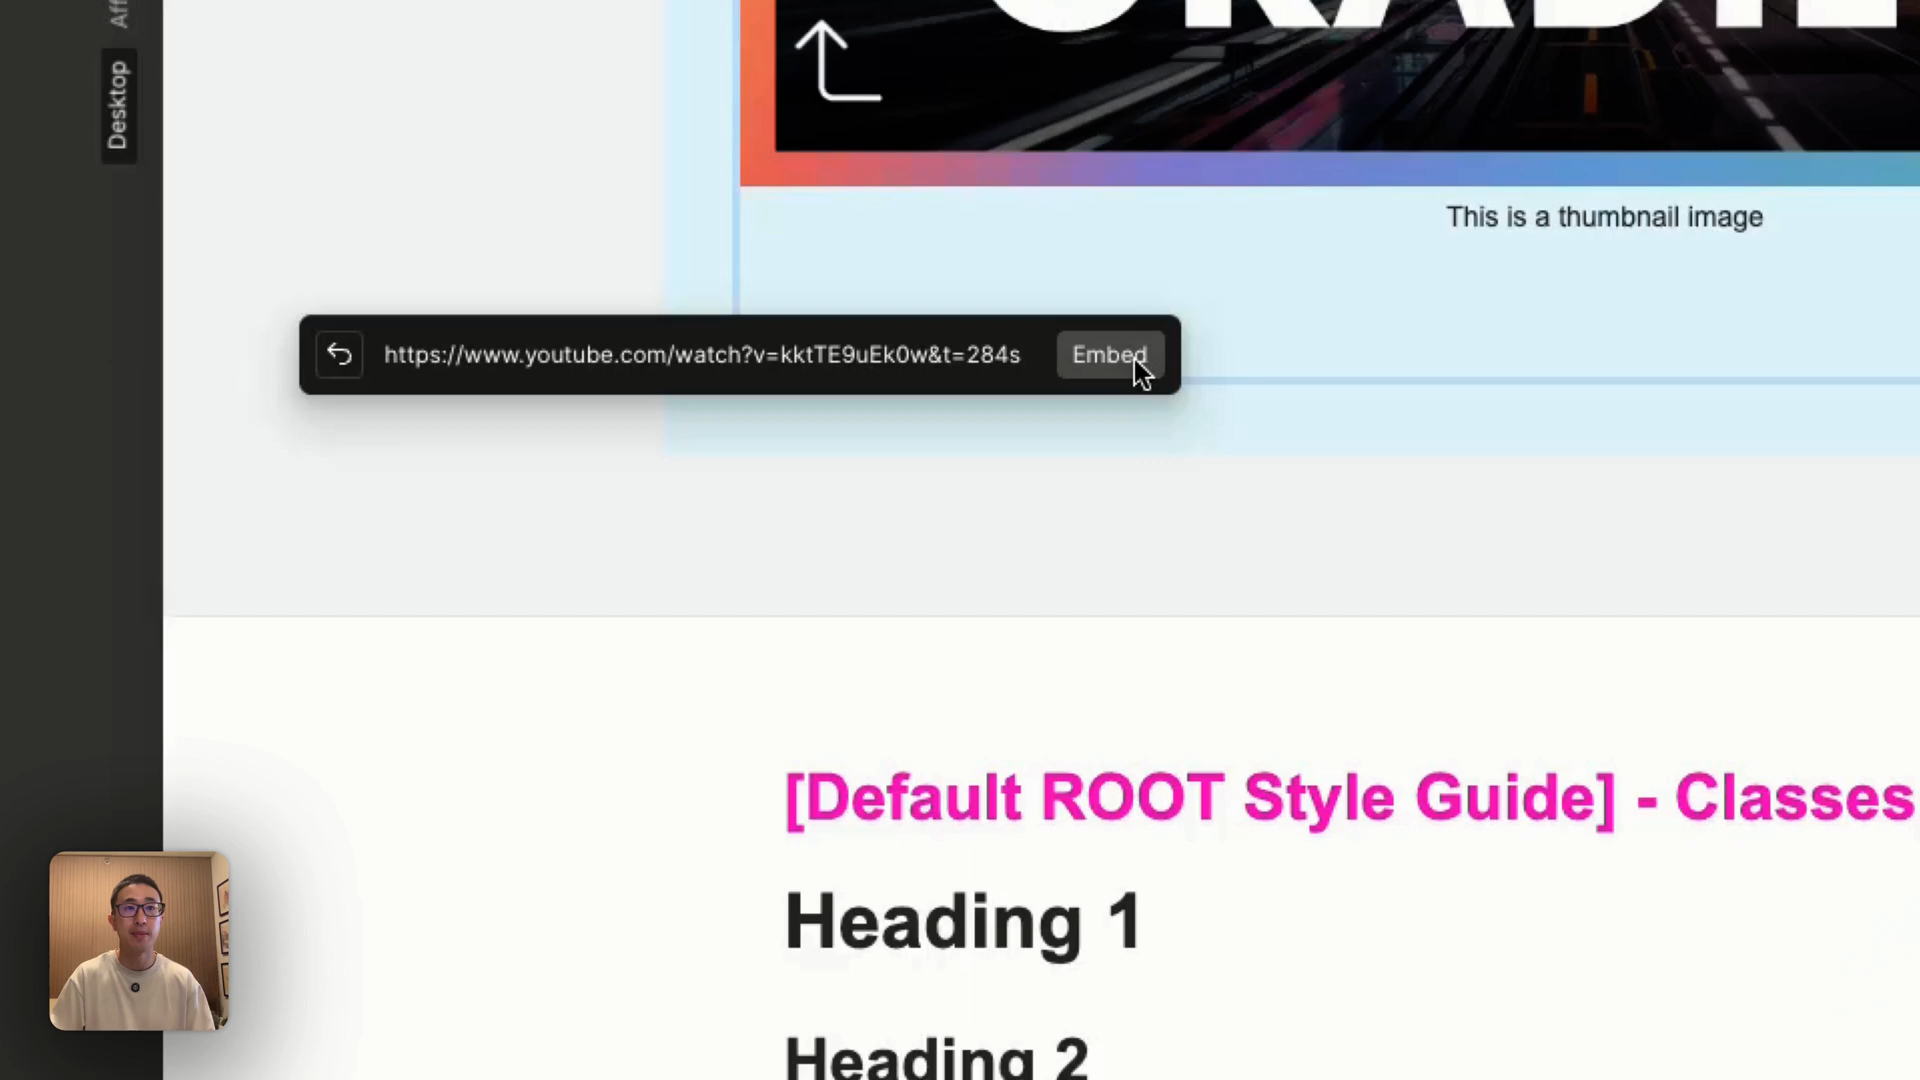 Desktop
This is a thumbnail image
https://www.youtube.com/watch?v=kktTE9uEk0w&t=284s
Embed
[Default ROOT Style Guide] - Classes
Heading 1
Heading 2